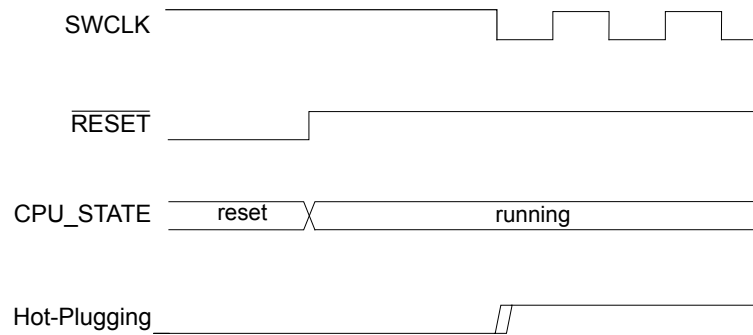 SWCLK
RESET
CPU_STATE
reset
running
Hot-Plugging